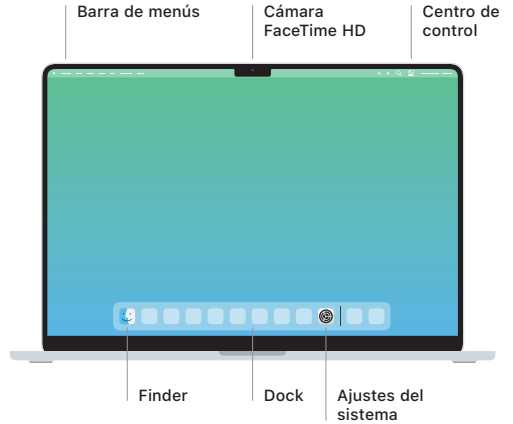 Barra de menús
Cámara
FaceTime HD
Centro de
control
Finder
Dock
Ajustes del
sistema